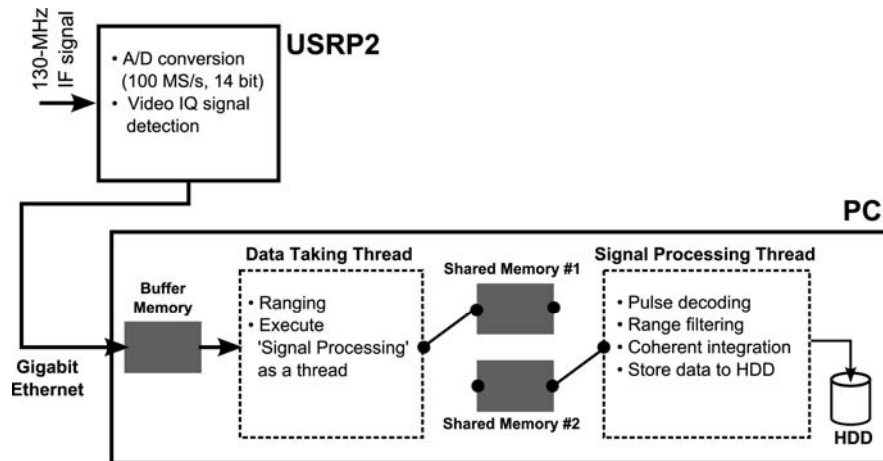 130-MHz
IF signal
USRP2
• A/D conversion
(100 MS/s, 14 bit)
• Video IQ signal
detection
PC
Gigabit
Ethernet
Buffer
Memory
Data Taking Thread
• Ranging
• Execute
'Signal Processing'
as a thread
Shared Memory #1
Shared Memory #2
Signal Processing Thread
• Pulse decoding
• Range filtering
• Coherent integration
• Store data to HDD
HDD